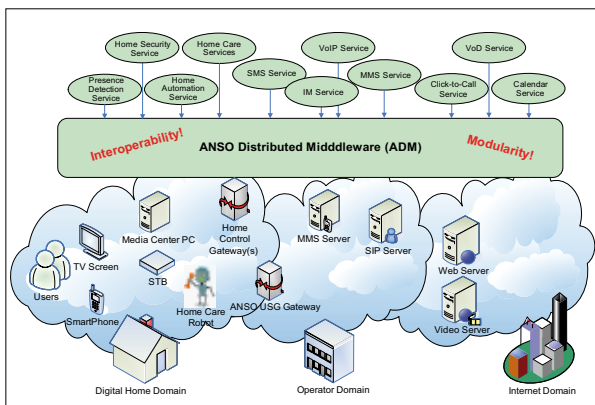 Home Security
Service
Home Care
Services
VoIP Service
VoD Service
Presence
Detection
Service
Home
Automation
Service
SMS Service
IM Service
MMS Service
Click-to-Call
Service
Calendar
Service
Interoperability!
ANSO Distributed Midddleware (ADM)
Modularity!
Users
TV Screen
SmartPhone
Media Center PC
STB
Home
Control
Gateway(s)
Home Care
Robot
ANSO USG Gateway
MMS Server
SIP Server
Web Server
Video Server
Digital Home Domain
Operator Domain
Internet Domain